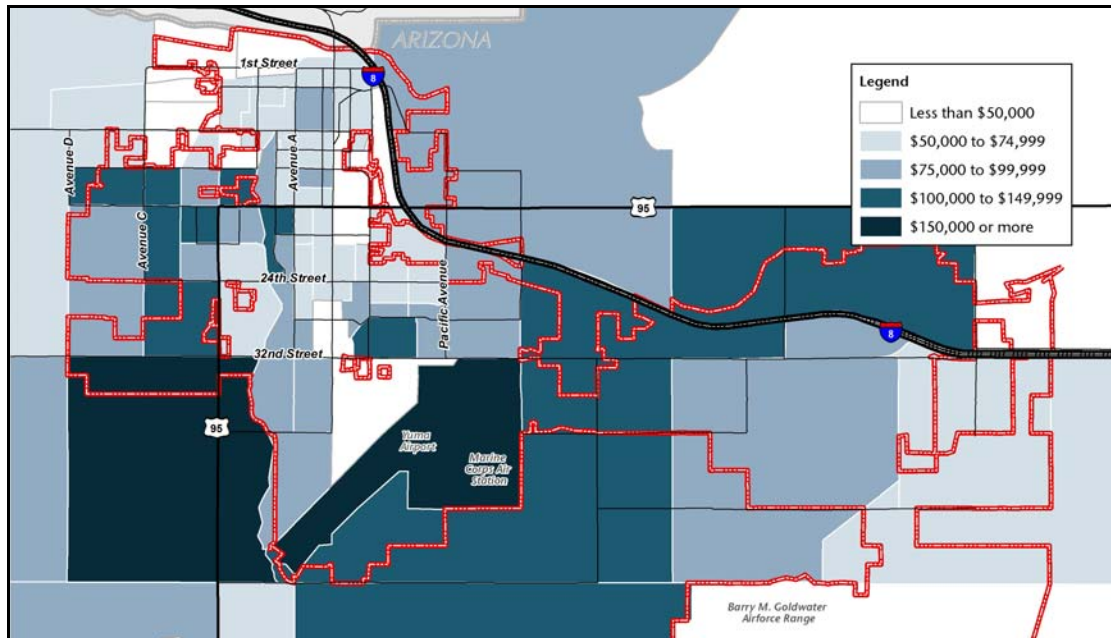 ARIZONA
1st Street
8
Legend
Less than $50,000
$50,000 to $74,999
$75,000 to $99,999
$100,000 to $149,999
$150,000 or more
Avenue D
Avenue A
95
Avenue C
24th Street
Pacific Avenue
8
32nd Street
95
Yuma
Airport
Marine
Corps Air
Station
Barry M. Goldwater
Airforce Range